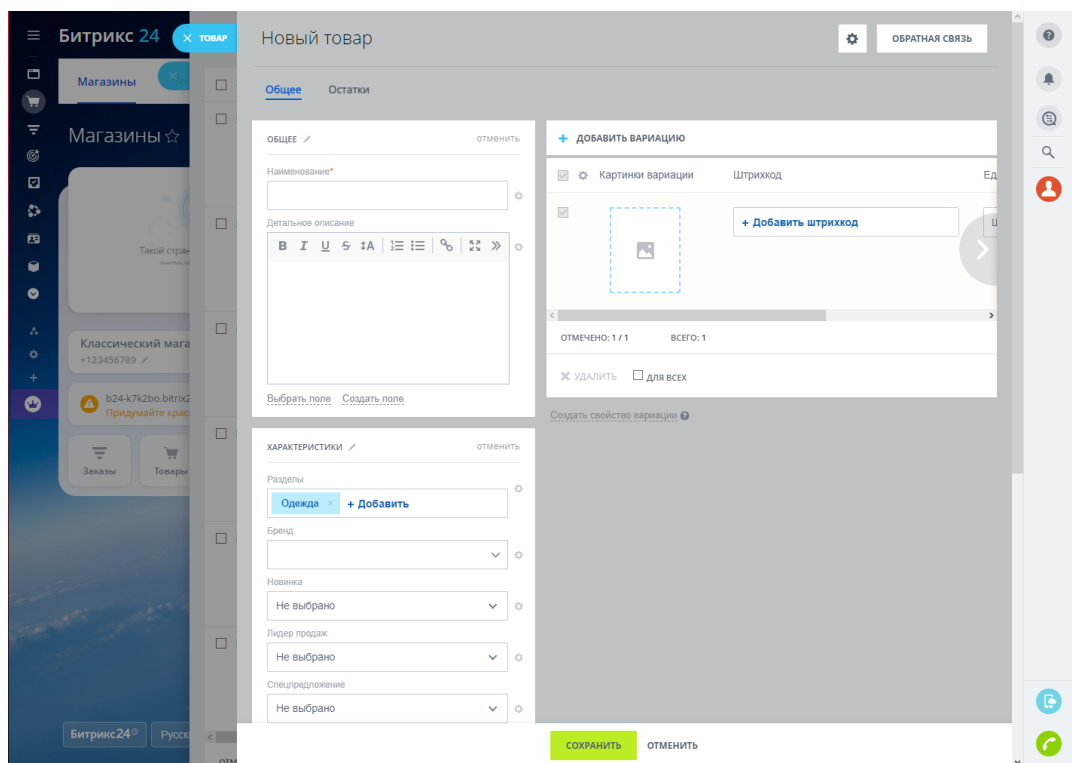 Битрикс 24
ТОВАР
Новый товар
ОБРАТНАЯ СВЯЗЬ
Магазины
Общее
Остатки
Магазины
ОБЩЕЕ
отменить
ДОБАВИТЬ ВАРИАЦИЮ
Наименование*
Картинки вариации
Штрихкод
Ед
+ Добавить штрихкод
Детальное описание
B I U S
Такой стран
Классический мага
+123456789
ОТМЕЧЕНО: 1 / 1
ВСЕГО: 1
УДАЛИТЬ
ДЛЯ ВСЕХ
b24-k7k2bo.bitrix2
Придумайте крас
Выбрать поле
Создать поле
Создать свойство вариации
ХАРАКТЕРИСТИКИ
отменить
Заказы
Товары
Разделы
Одежда
+ Добавить
Бренд
Новинка
Не выбрано
Лидер продаж
Не выбрано
Спецпредложение
Не выбрано
Битрикс24
Русск
СОХРАНИТЬ
ОТМЕНИТЬ